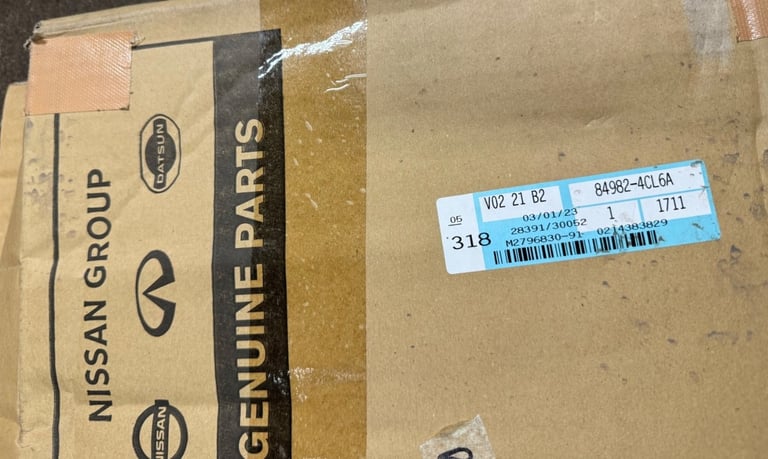 NISSAN GROUP
DATSUN
NISSAN
GENUINE PARTS
V02 21 B2
84982-4CL6A
05
318
03/01/23
1
1711
28391/30052
M2796830-91 0214383829